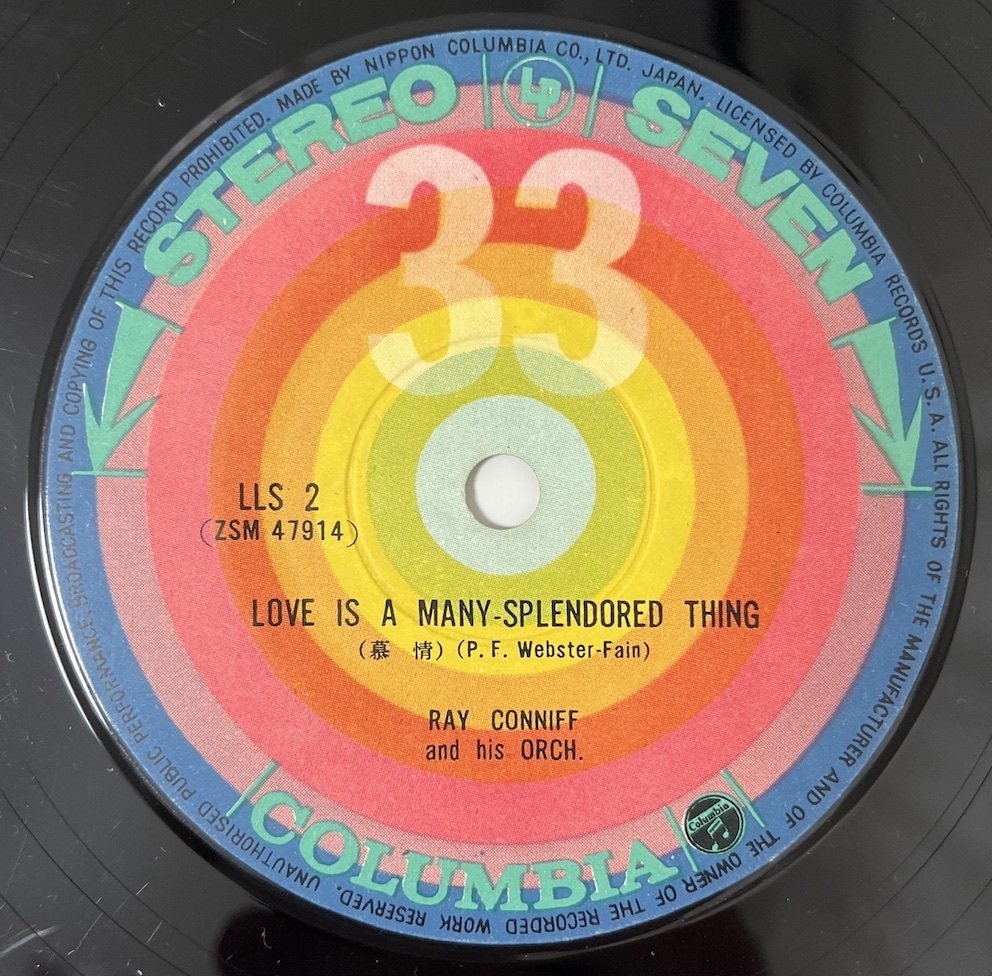 MADE BY NIPPON COLUMBIA CO., LTD. JAPAN. LICENSED BY COLUMBIA RECORDS U.S.A. ALL RIGHTS OF THE MANUFACTURER AND OF THE OWNER OF THE RECORDED WORK RESERVED. UNAUTHORISED PUBLIC PERFORMANCE, BROADCASTING AND COPYING OF THIS RECORD PROHIBITED.
STEREO LP SEVEN
33
LLS 2
(ZSM 47914)
LOVE IS A MANY-SPLENDORED THING
(慕 情) (P. F. Webster-Fain)
RAY CONNIFF
and his ORCH.
COLUMBIA
Columbia